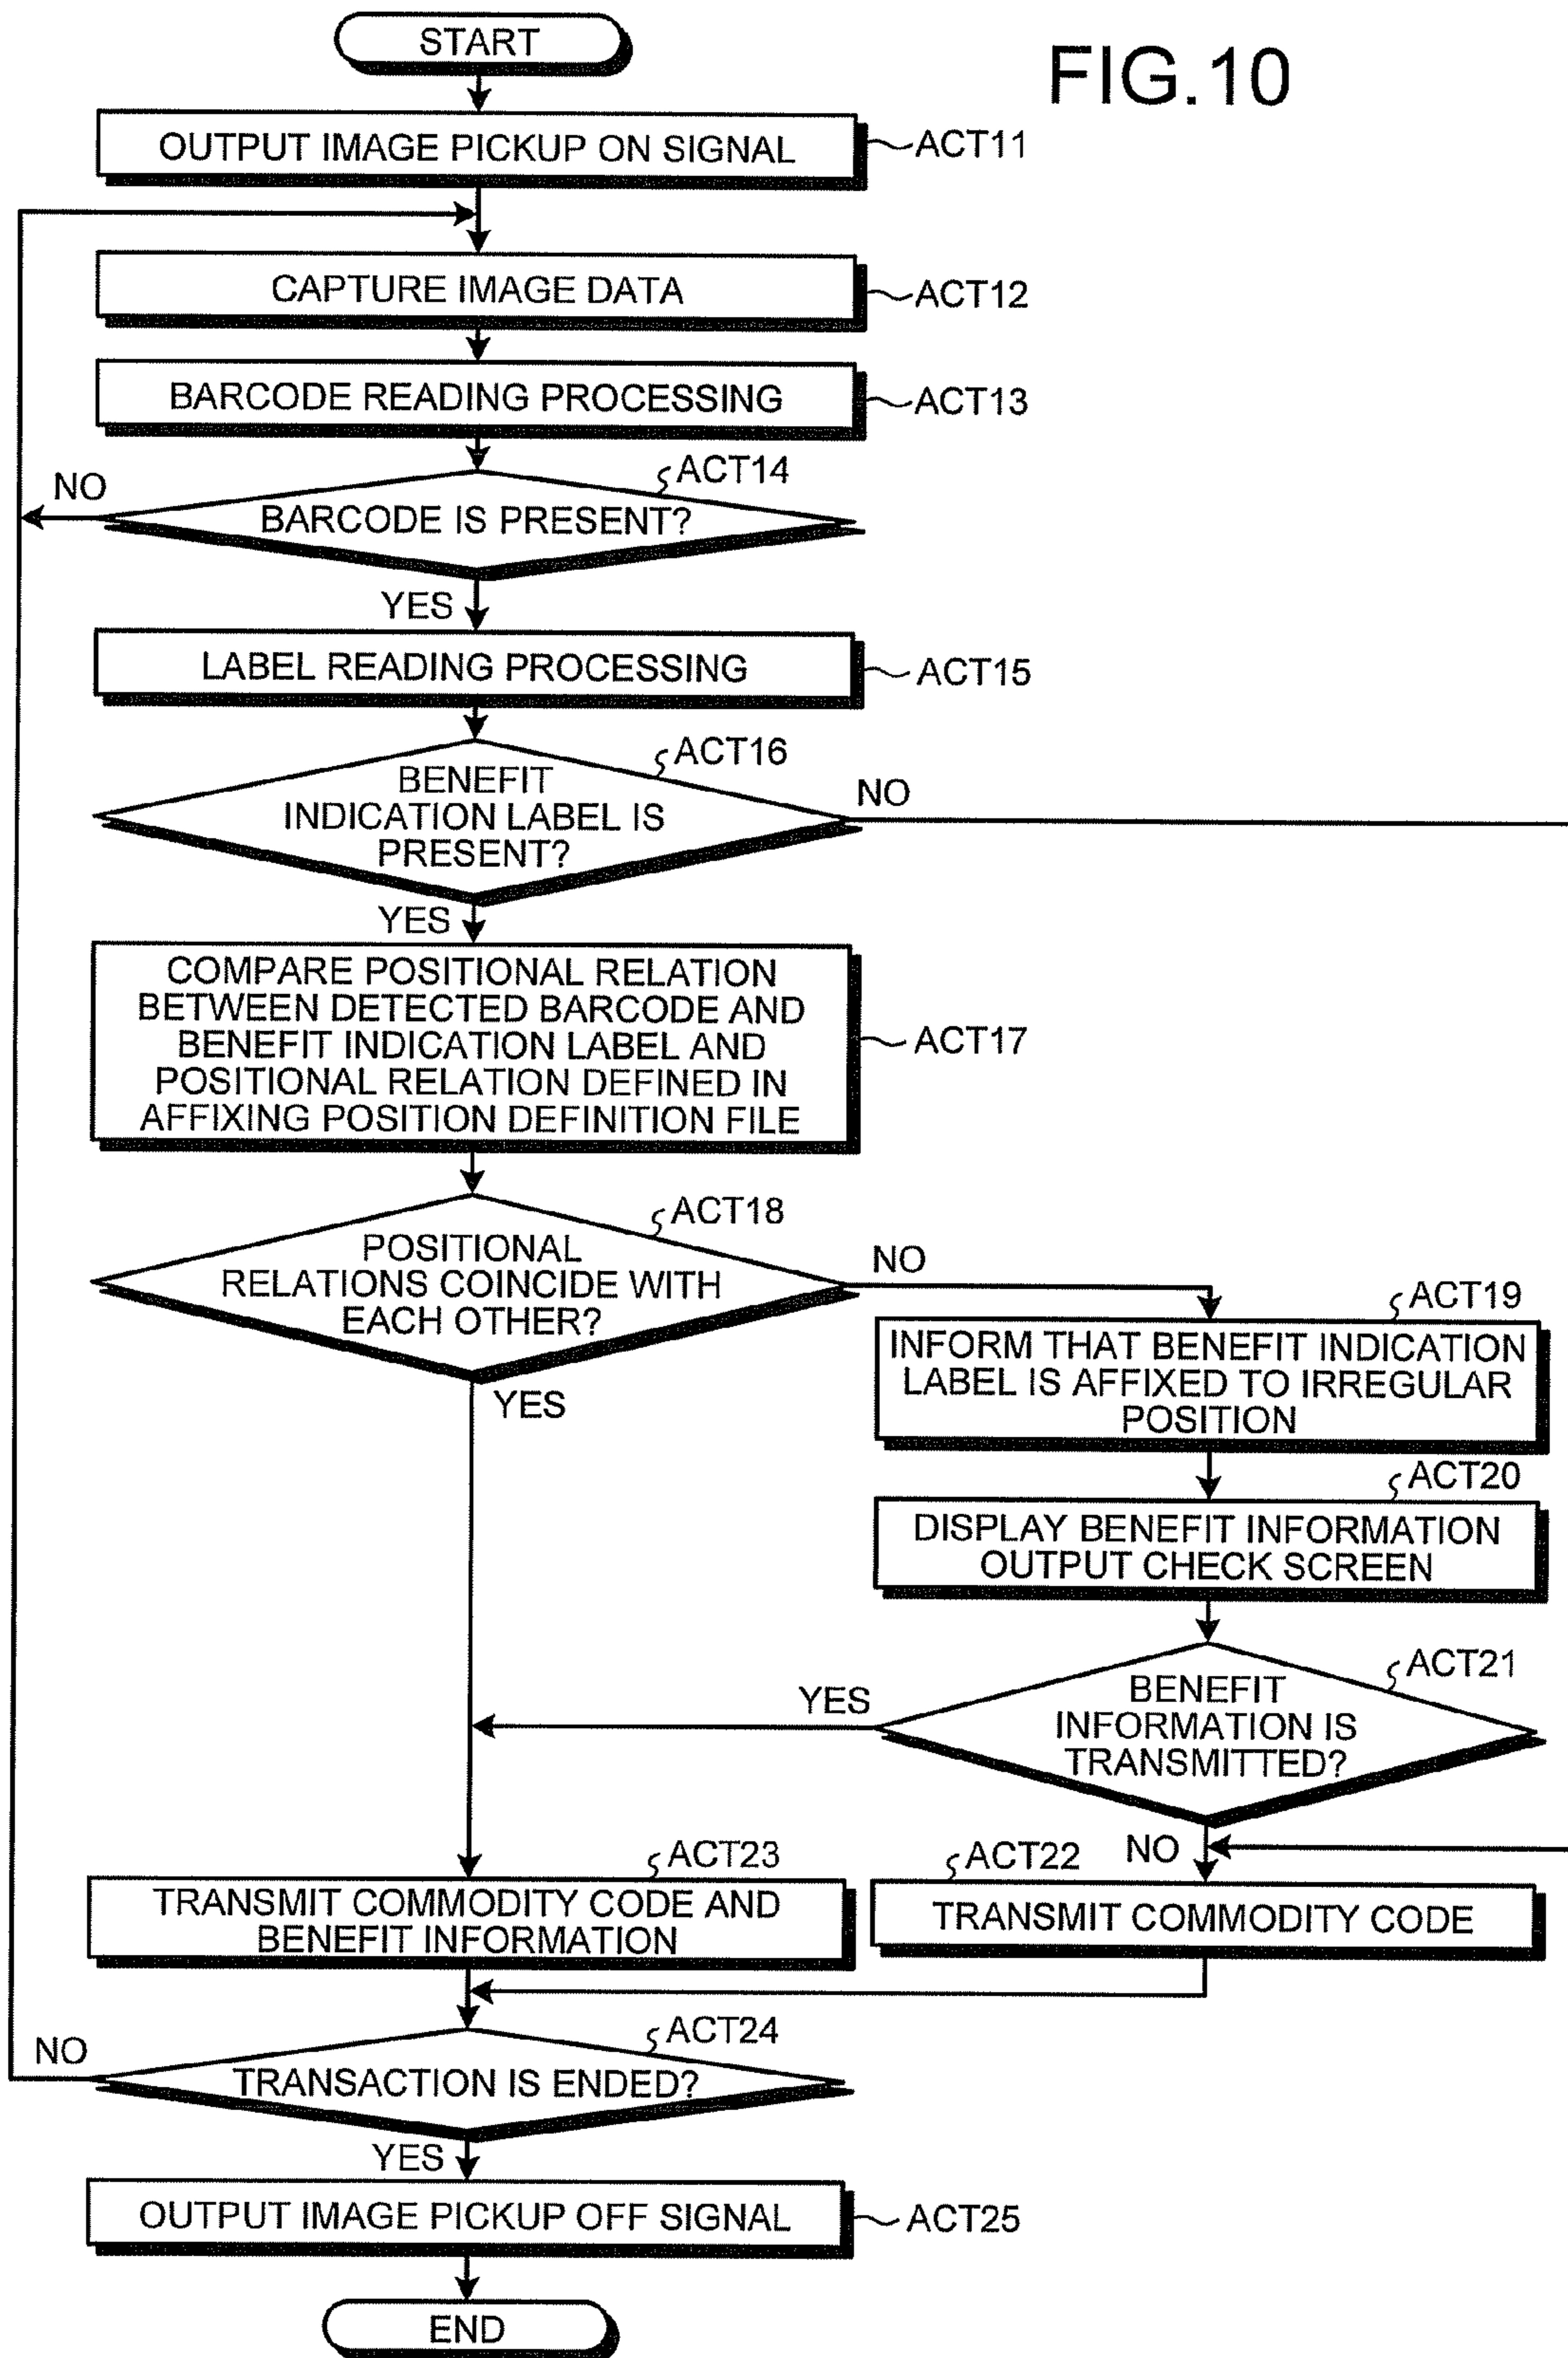 START
FIG.10
OUTPUT IMAGE PICKUP ON SIGNAL
ACT11
CAPTURE IMAGE DATA
ACT12
BARCODE READING PROCESSING
ACT13
ACT14
NO
BARCODE IS PRESENT?
YES
LABEL READING PROCESSING
ACT15
ACT16
BENEFIT
INDICATION LABEL IS
PRESENT?
NO
YES
COMPARE POSITIONAL RELATION
BETWEEN DETECTED BARCODE AND
BENEFIT INDICATION LABEL AND
POSITIONAL RELATION DEFINED IN
AFFIXING POSITION DEFINITION FILE
ACT17
ACT18
POSITIONAL
RELATIONS COINCIDE WITH
EACH OTHER?
NO
YES
ACT19
INFORM THAT BENEFIT INDICATION
LABEL IS AFFIXED TO IRREGULAR
POSITION
ACT20
DISPLAY BENEFIT INFORMATION
OUTPUT CHECK SCREEN
ACT21
BENEFIT
INFORMATION IS
TRANSMITTED?
YES
NO
ACT23
TRANSMIT COMMODITY CODE AND
BENEFIT INFORMATION
ACT22
TRANSMIT COMMODITY CODE
ACT24
NO
TRANSACTION IS ENDED?
YES
OUTPUT IMAGE PICKUP OFF SIGNAL
ACT25
END